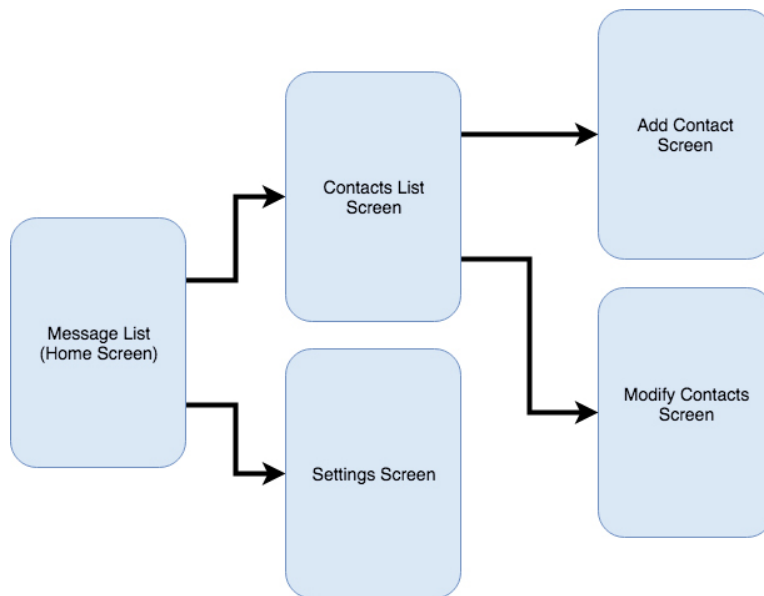 Message List
(Home Screen)
Contacts List
Screen
Settings Screen
Add Contact
Screen
Modify Contacts
Screen